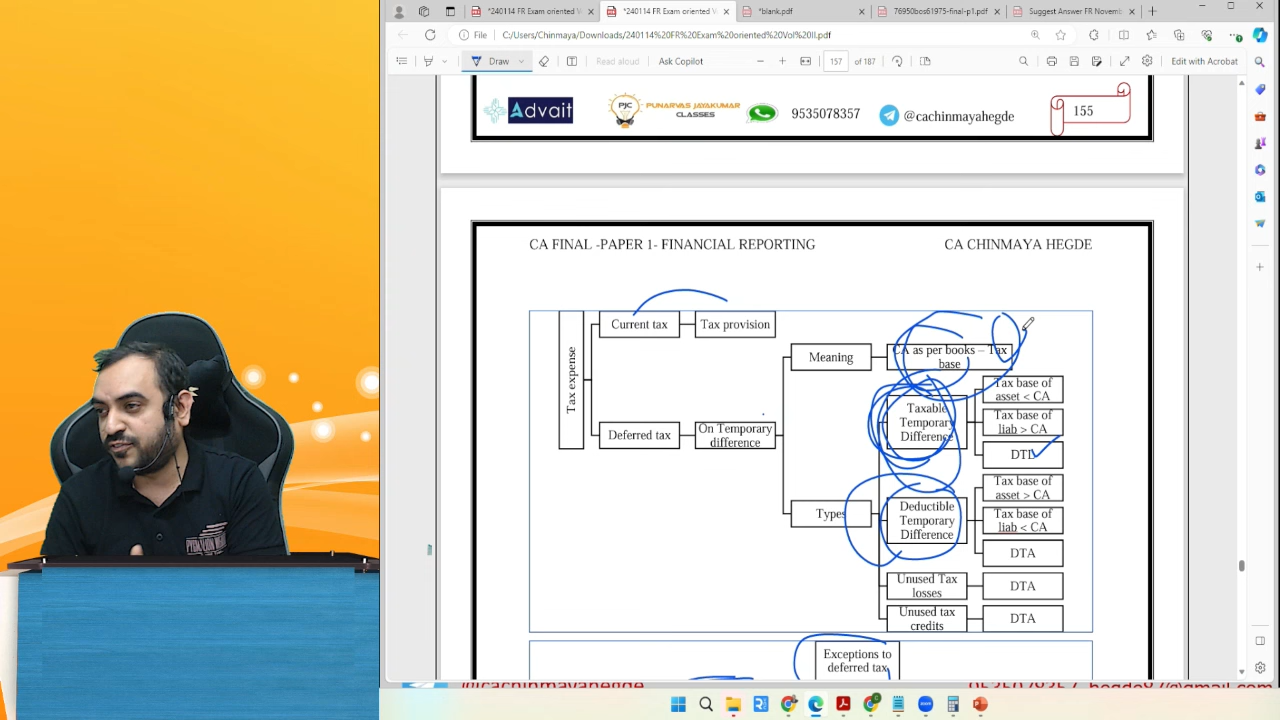 *240114 FR Exam oriented V
*240114 FR Exam oriented V
*blank.pdf
76950bos61975-final-p1.pdf
Suggest Answer FR Novemb
File
C:/Users/Chinmaya/Downloads/240114%20FR%20Exam%20oriented%20Vol%20II.pdf
Draw
Read aloud
Ask Copilot
157 of 187
Edit with Acrobat
Advait
PJC
PUNARVAS JAYAKUMAR
CLASSES
9535078357
@cachinmayahegde
155
CA FINAL -PAPER 1- FINANCIAL REPORTING
CA CHINMAYA HEGDE
Tax expense
Current tax
Tax provision
Deferred tax
On Temporary
difference
Meaning
CA as per books – Tax
base
Types
Taxable
Temporary
Difference
Tax base of
asset < CA
Tax base of
liab > CA
DTL
Deductible
Temporary
Difference
Tax base of
asset > CA
Tax base of
liab < CA
DTA
Unused Tax
losses
DTA
Unused tax
credits
DTA
Exceptions to
deferred tax